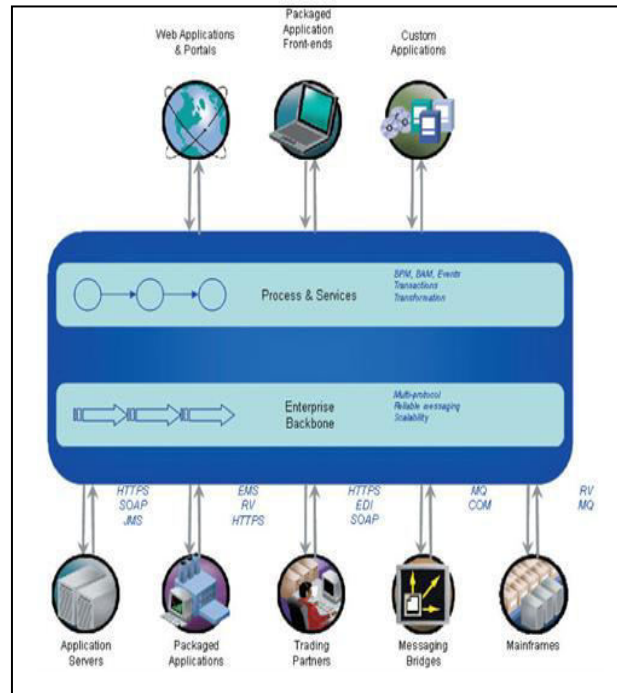 Web Applications
& Portals
Packaged
Application
Front-ends
Custom
Applications
Process & Services
BPM, BAM, Events
Transactions
Transformation
Enterprise
Backbone
Multi-protocol
Reliable messaging
Scalability
HTTPS
SOAP
JMS
EMS
RV
HTTPS
HTTPS
EDI
SOAP
MQ
COM
RV
MQ
Application
Servers
Packaged
Applications
Trading
Partners
Messaging
Bridges
Mainframes